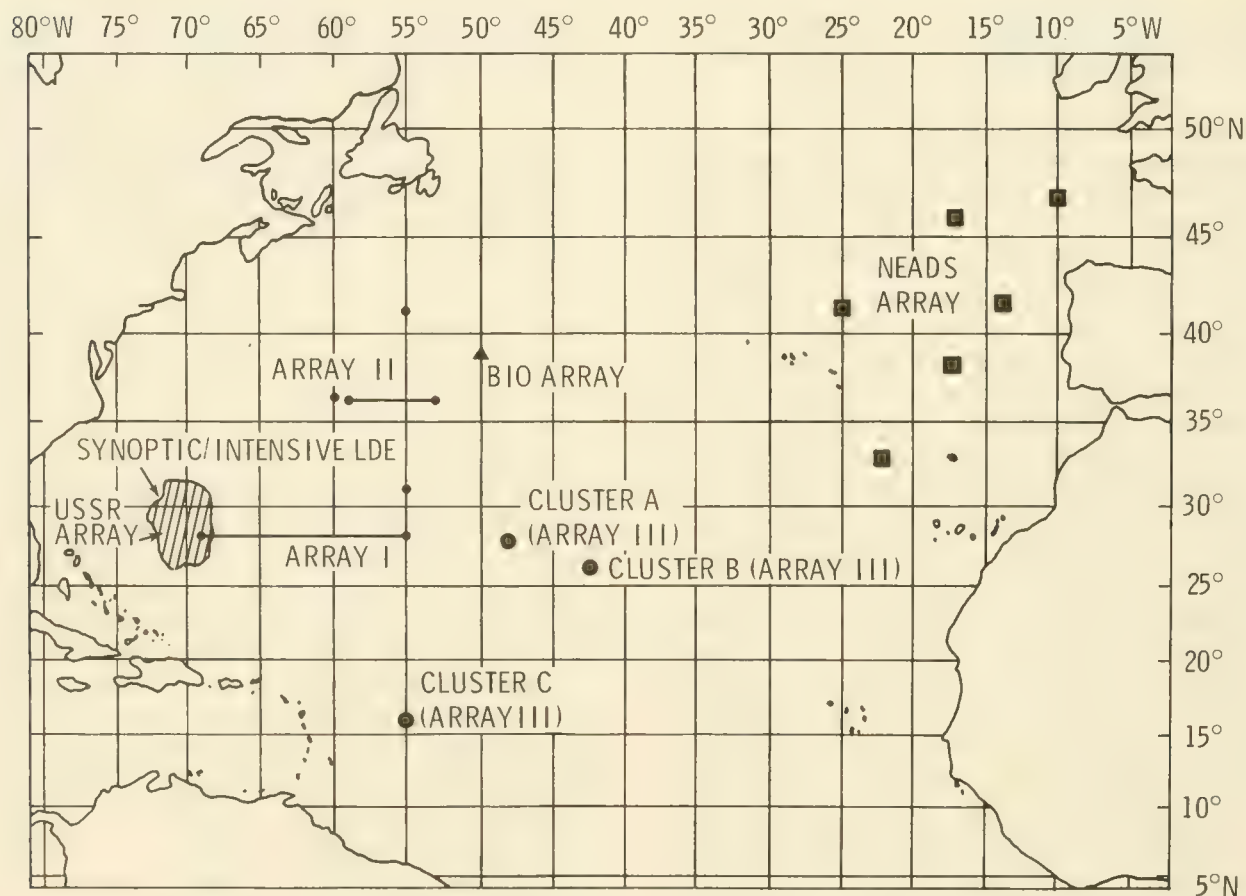 80°W 75° 70° 65° 60° 55° 50° 45° 40° 35° 30° 25° 20° 15° 10° 5°W
50°N
45°
NEADS
ARRAY
40°
ARRAY II
BIO ARRAY
35°
SYNOPTIC/INTENSIVE LDE
30°
USSR
ARRAY
CLUSTER A
(ARRAY III)
ARRAY I
CLUSTER B (ARRAY III)
25°
20°
CLUSTER C
(ARRAY III)
15°
10°
5°N